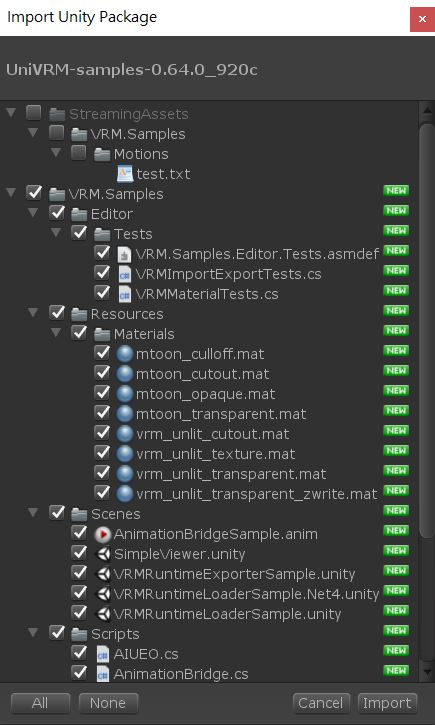 Import Unity Package
UniVRM-samples-0.64.0_920c
StreamingAssets
VRM.Samples
Motions
test.txt
VRM.Samples NEW
Editor NEW
Tests NEW
VRM.Samples.Editor.Tests.asmdef NEW
VRMImportExportTests.cs NEW
VRMMaterialTests.cs NEW
Resources NEW
Materials NEW
mtoon_culloff.mat NEW
mtoon_cutout.mat NEW
mtoon_opaque.mat NEW
mtoon_transparent.mat NEW
vrm_unlit_cutout.mat NEW
vrm_unlit_texture.mat NEW
vrm_unlit_transparent.mat NEW
vrm_unlit_transparent_zwrite.mat NEW
Scenes NEW
AnimationBridgeSample.anim NEW
SimpleViewer.unity NEW
VRMRuntimeExporterSample.unity NEW
VRMRuntimeLoaderSample.Net4.unity NEW
VRMRuntimeLoaderSample.unity NEW
Scripts NEW
AIUEO.cs NEW
AnimationBridge.cs NEW
All None Cancel Import